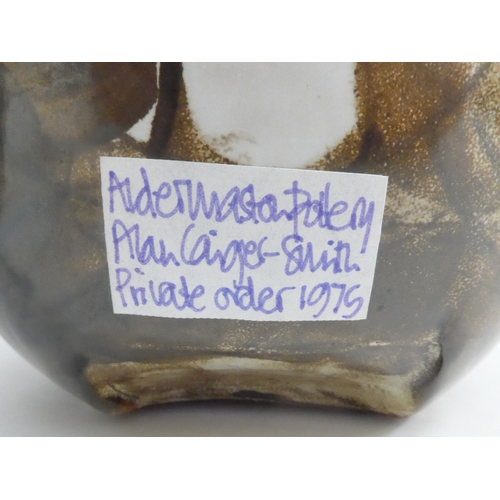 Aldermaston Pottery
Alan Caiger-Smith
Private order 1975